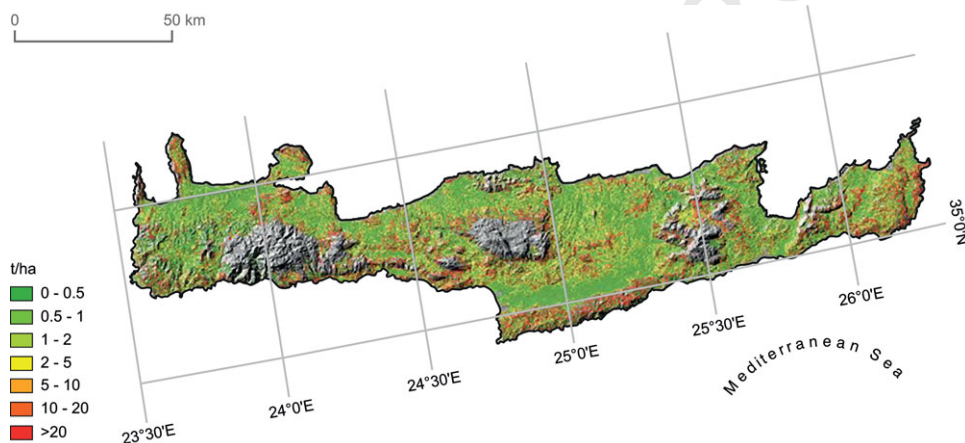 0 50 km
35°0'N
t/ha
0 - 0.5
0.5 - 1
1 - 2
2 - 5
5 - 10
10 - 20
>20
23°30'E
24°0'E
24°30'E
25°0'E
25°30'E
26°0'E
Mediterranean Sea